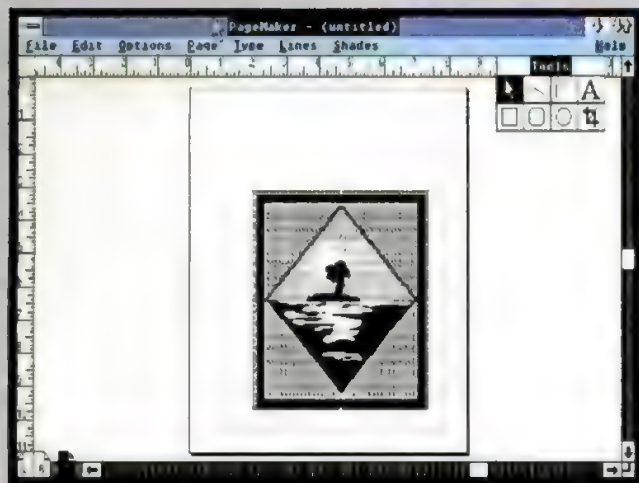 PageMaker - (untitled)
File Edit Options Page Type Lines Shades Help
Tools
A